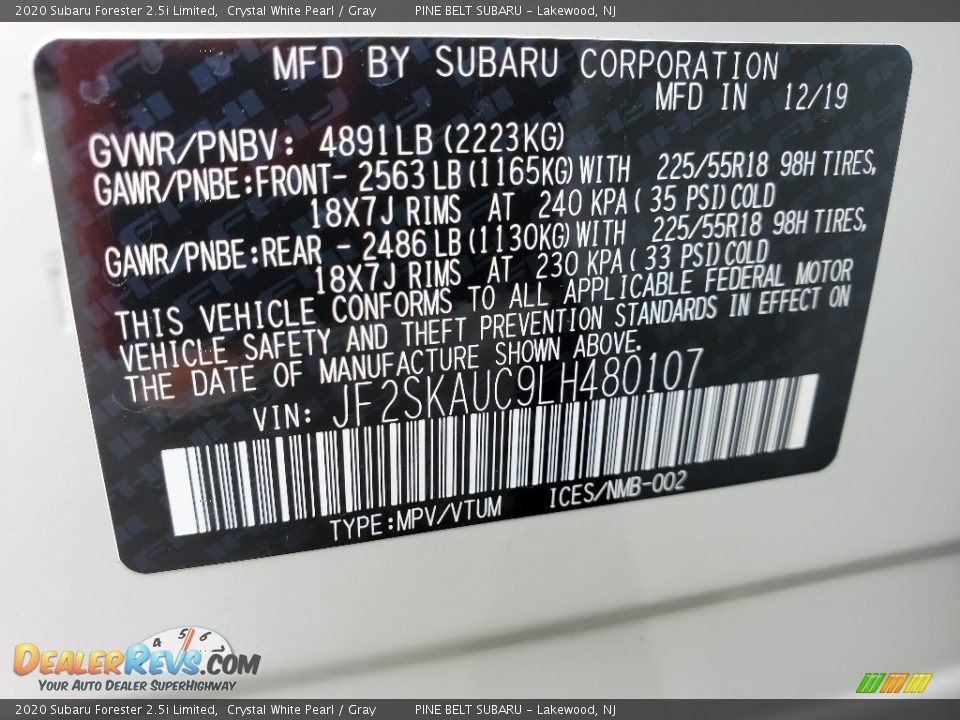 2020 Subaru Forester 2.5i Limited, Crystal White Pearl / Gray PINE BELT SUBARU - Lakewood, NJ
MFD BY SUBARU CORPORATION
MFD IN 12/19
GVWR/PNBV: 4891LB (2223KG)
GAWR/PNBE:FRONT- 2563 LB (1165KG) WITH 225/55R18 98H TIRES,
18X7J RIMS AT 240 KPA ( 35 PSI) COLD
GAWR/PNBE:REAR - 2486 LB (1130KG) WITH 225/55R18 98H TIRES,
18X7J RIMS AT 230 KPA ( 33 PSI) COLD
THIS VEHICLE CONFORMS TO ALL APPLICABLE FEDERAL MOTOR
VEHICLE SAFETY AND THEFT PREVENTION STANDARDS IN EFFECT ON
THE DATE OF MANUFACTURE SHOWN ABOVE.
VIN: JF2SKAUC9LH480107
TYPE:MPV/VTUM ICES/NMB-002
4 5 6
DEALERREVS.COM
YOUR AUTO DEALER SUPERHIGHWAY
2020 Subaru Forester 2.5i Limited, Crystal White Pearl / Gray PINE BELT SUBARU - Lakewood, NJ